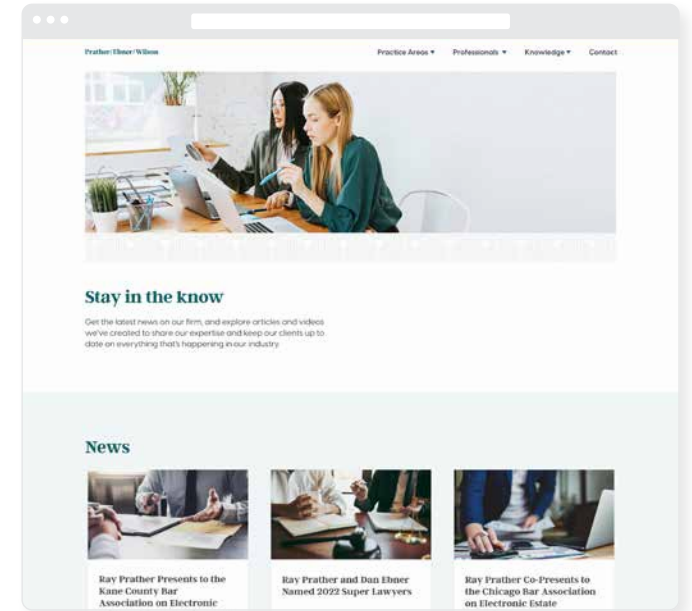 Prather | Ebner | Wilson
Practice Areas ▼ Professionals ▼ Knowledge ▼ Contact
Stay in the know
Get the latest news on our firm, and explore articles and videos
we've created to share our expertise and keep our clients up to
date on everything that's happening in our industry
News
Ray Prather Presents to the
Kane County Bar
Association on Electronic
Ray Prather and Dan Ebner
Named 2022 Super Lawyers
Ray Prather Co-Presents to
the Chicago Bar Association
on Electronic Estate